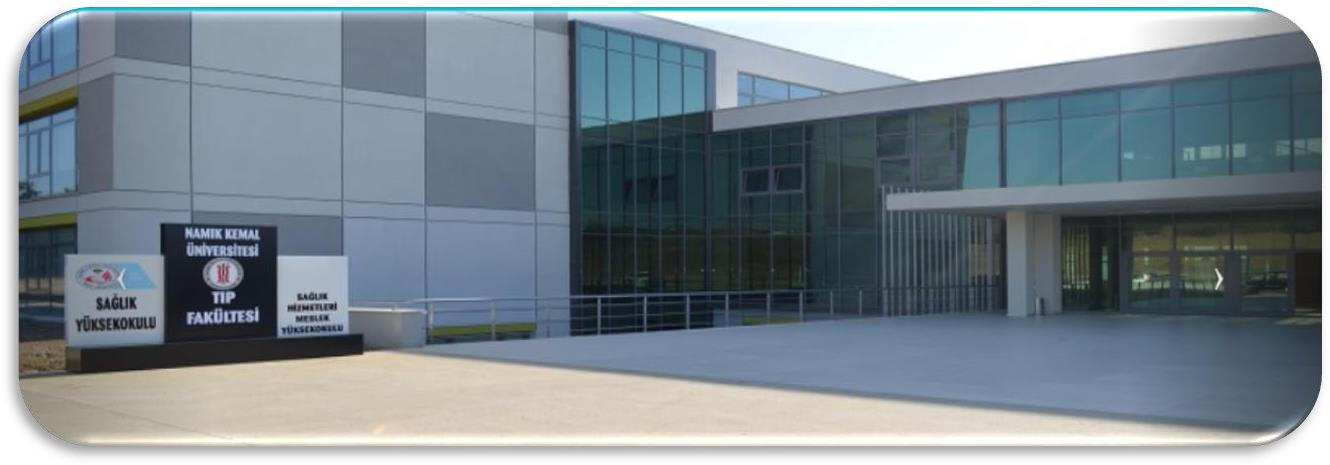 SAĞLIK
YÜKSEKOKULU
NAMIK KEMAL
ÜNİVERSİTESİ
TIP
FAKÜLTESİ
SAĞLIK
HİZMETLERİ
MESLEK
YÜKSEKOKULU